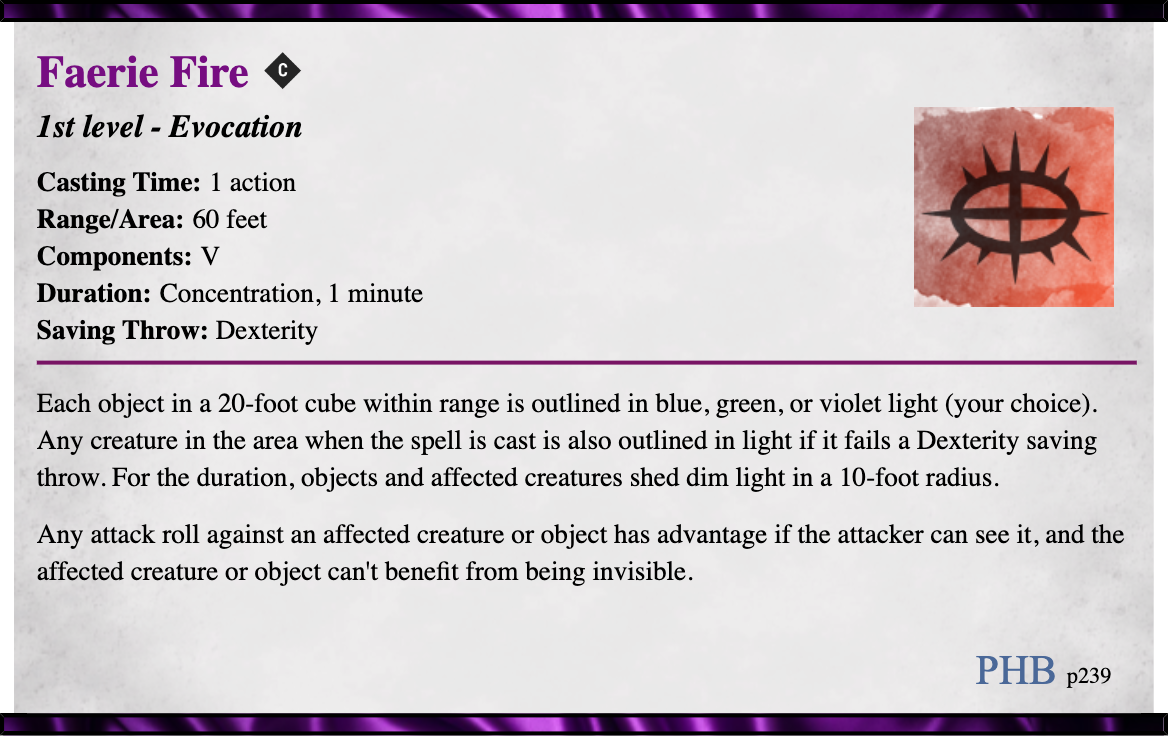 Faerie Fire C
1st level - Evocation
Casting Time: 1 action
Range/Area: 60 feet
Components: V
Duration: Concentration, 1 minute
Saving Throw: Dexterity
Each object in a 20-foot cube within range is outlined in blue, green, or violet light (your choice).
Any creature in the area when the spell is cast is also outlined in light if it fails a Dexterity saving
throw. For the duration, objects and affected creatures shed dim light in a 10-foot radius.
Any attack roll against an affected creature or object has advantage if the attacker can see it, and the
affected creature or object can't benefit from being invisible.
PHB p239